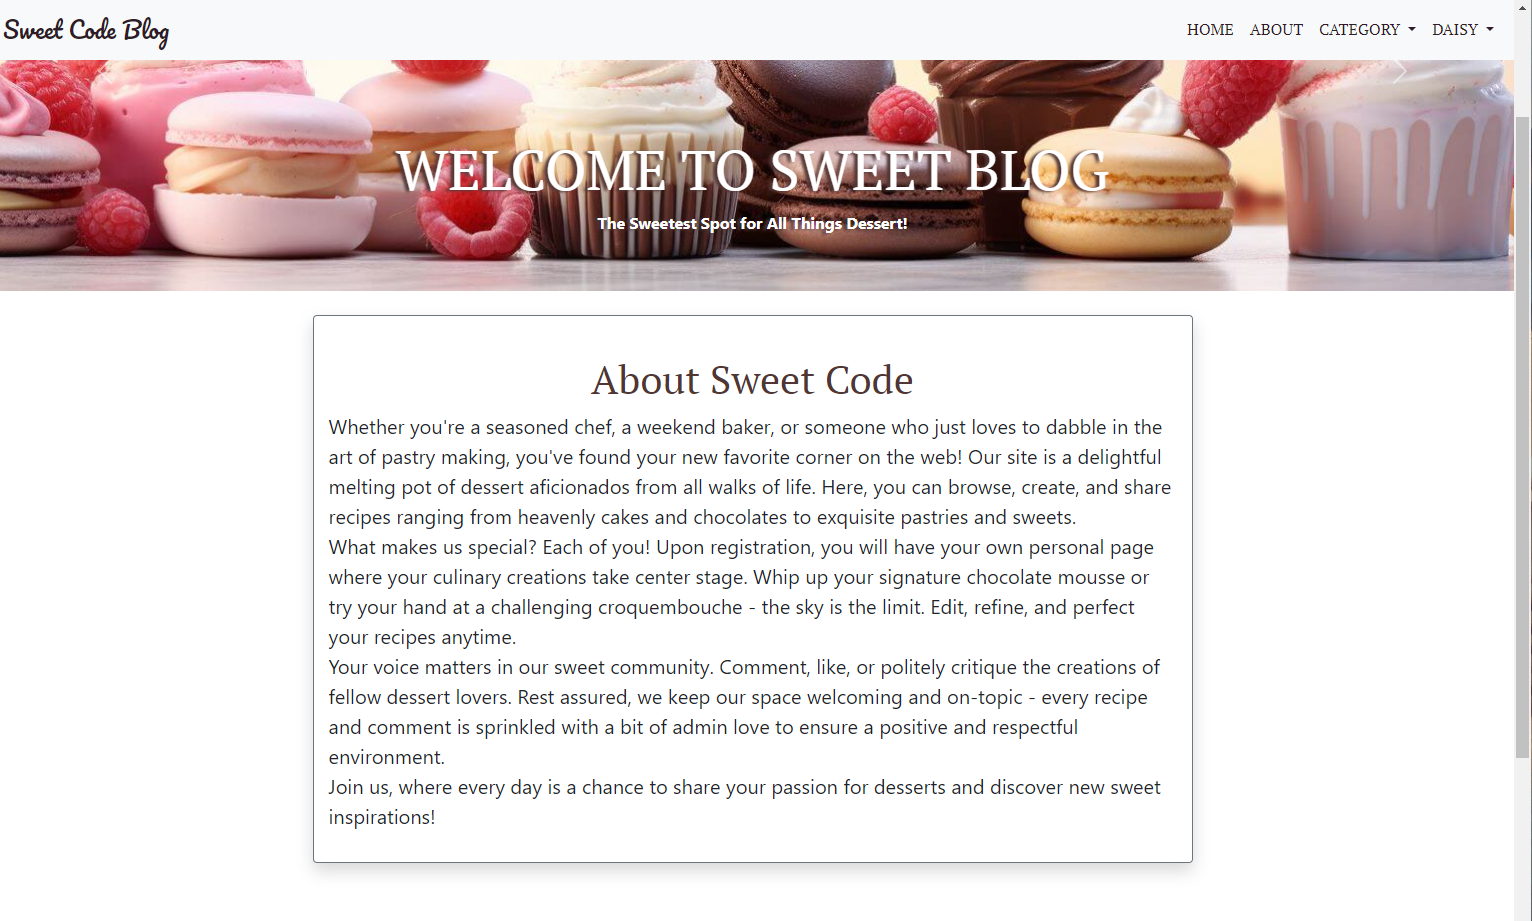 Sweet Code Blog
HOME ABOUT CATEGORY DAISY
WELCOME TO SWEET BLOG
The Sweetest Spot for All Things Dessert!
About Sweet Code
Whether you're a seasoned chef, a weekend baker, or someone who just loves to dabble in the
art of pastry making, you've found your new favorite corner on the web! Our site is a delightful
melting pot of dessert aficionados from all walks of life. Here, you can browse, create, and share
recipes ranging from heavenly cakes and chocolates to exquisite pastries and sweets.
What makes us special? Each of you! Upon registration, you will have your own personal page
where your culinary creations take center stage. Whip up your signature chocolate mousse or
try your hand at a challenging croquembouche - the sky is the limit. Edit, refine, and perfect
your recipes anytime.
Your voice matters in our sweet community. Comment, like, or politely critique the creations of
fellow dessert lovers. Rest assured, we keep our space welcoming and on-topic - every recipe
and comment is sprinkled with a bit of admin love to ensure a positive and respectful
environment.
Join us, where every day is a chance to share your passion for desserts and discover new sweet
inspirations!